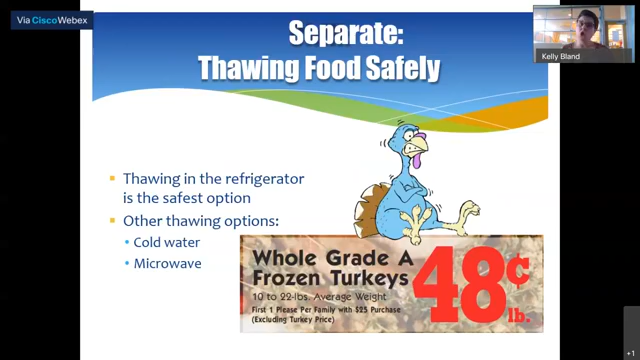 Via Cisco Webex
Separate:
Thawing Food Safely
Kelly Bland
Thawing in the refrigerator
is the safest option
Other thawing options:
Cold water
Microwave
Whole Grade A
Frozen Turkeys
10 to 22-lbs. Average Weight
First 1 Please Per Family with $25 Purchase
(Excluding Turkey Price)
48¢
lb.
+1